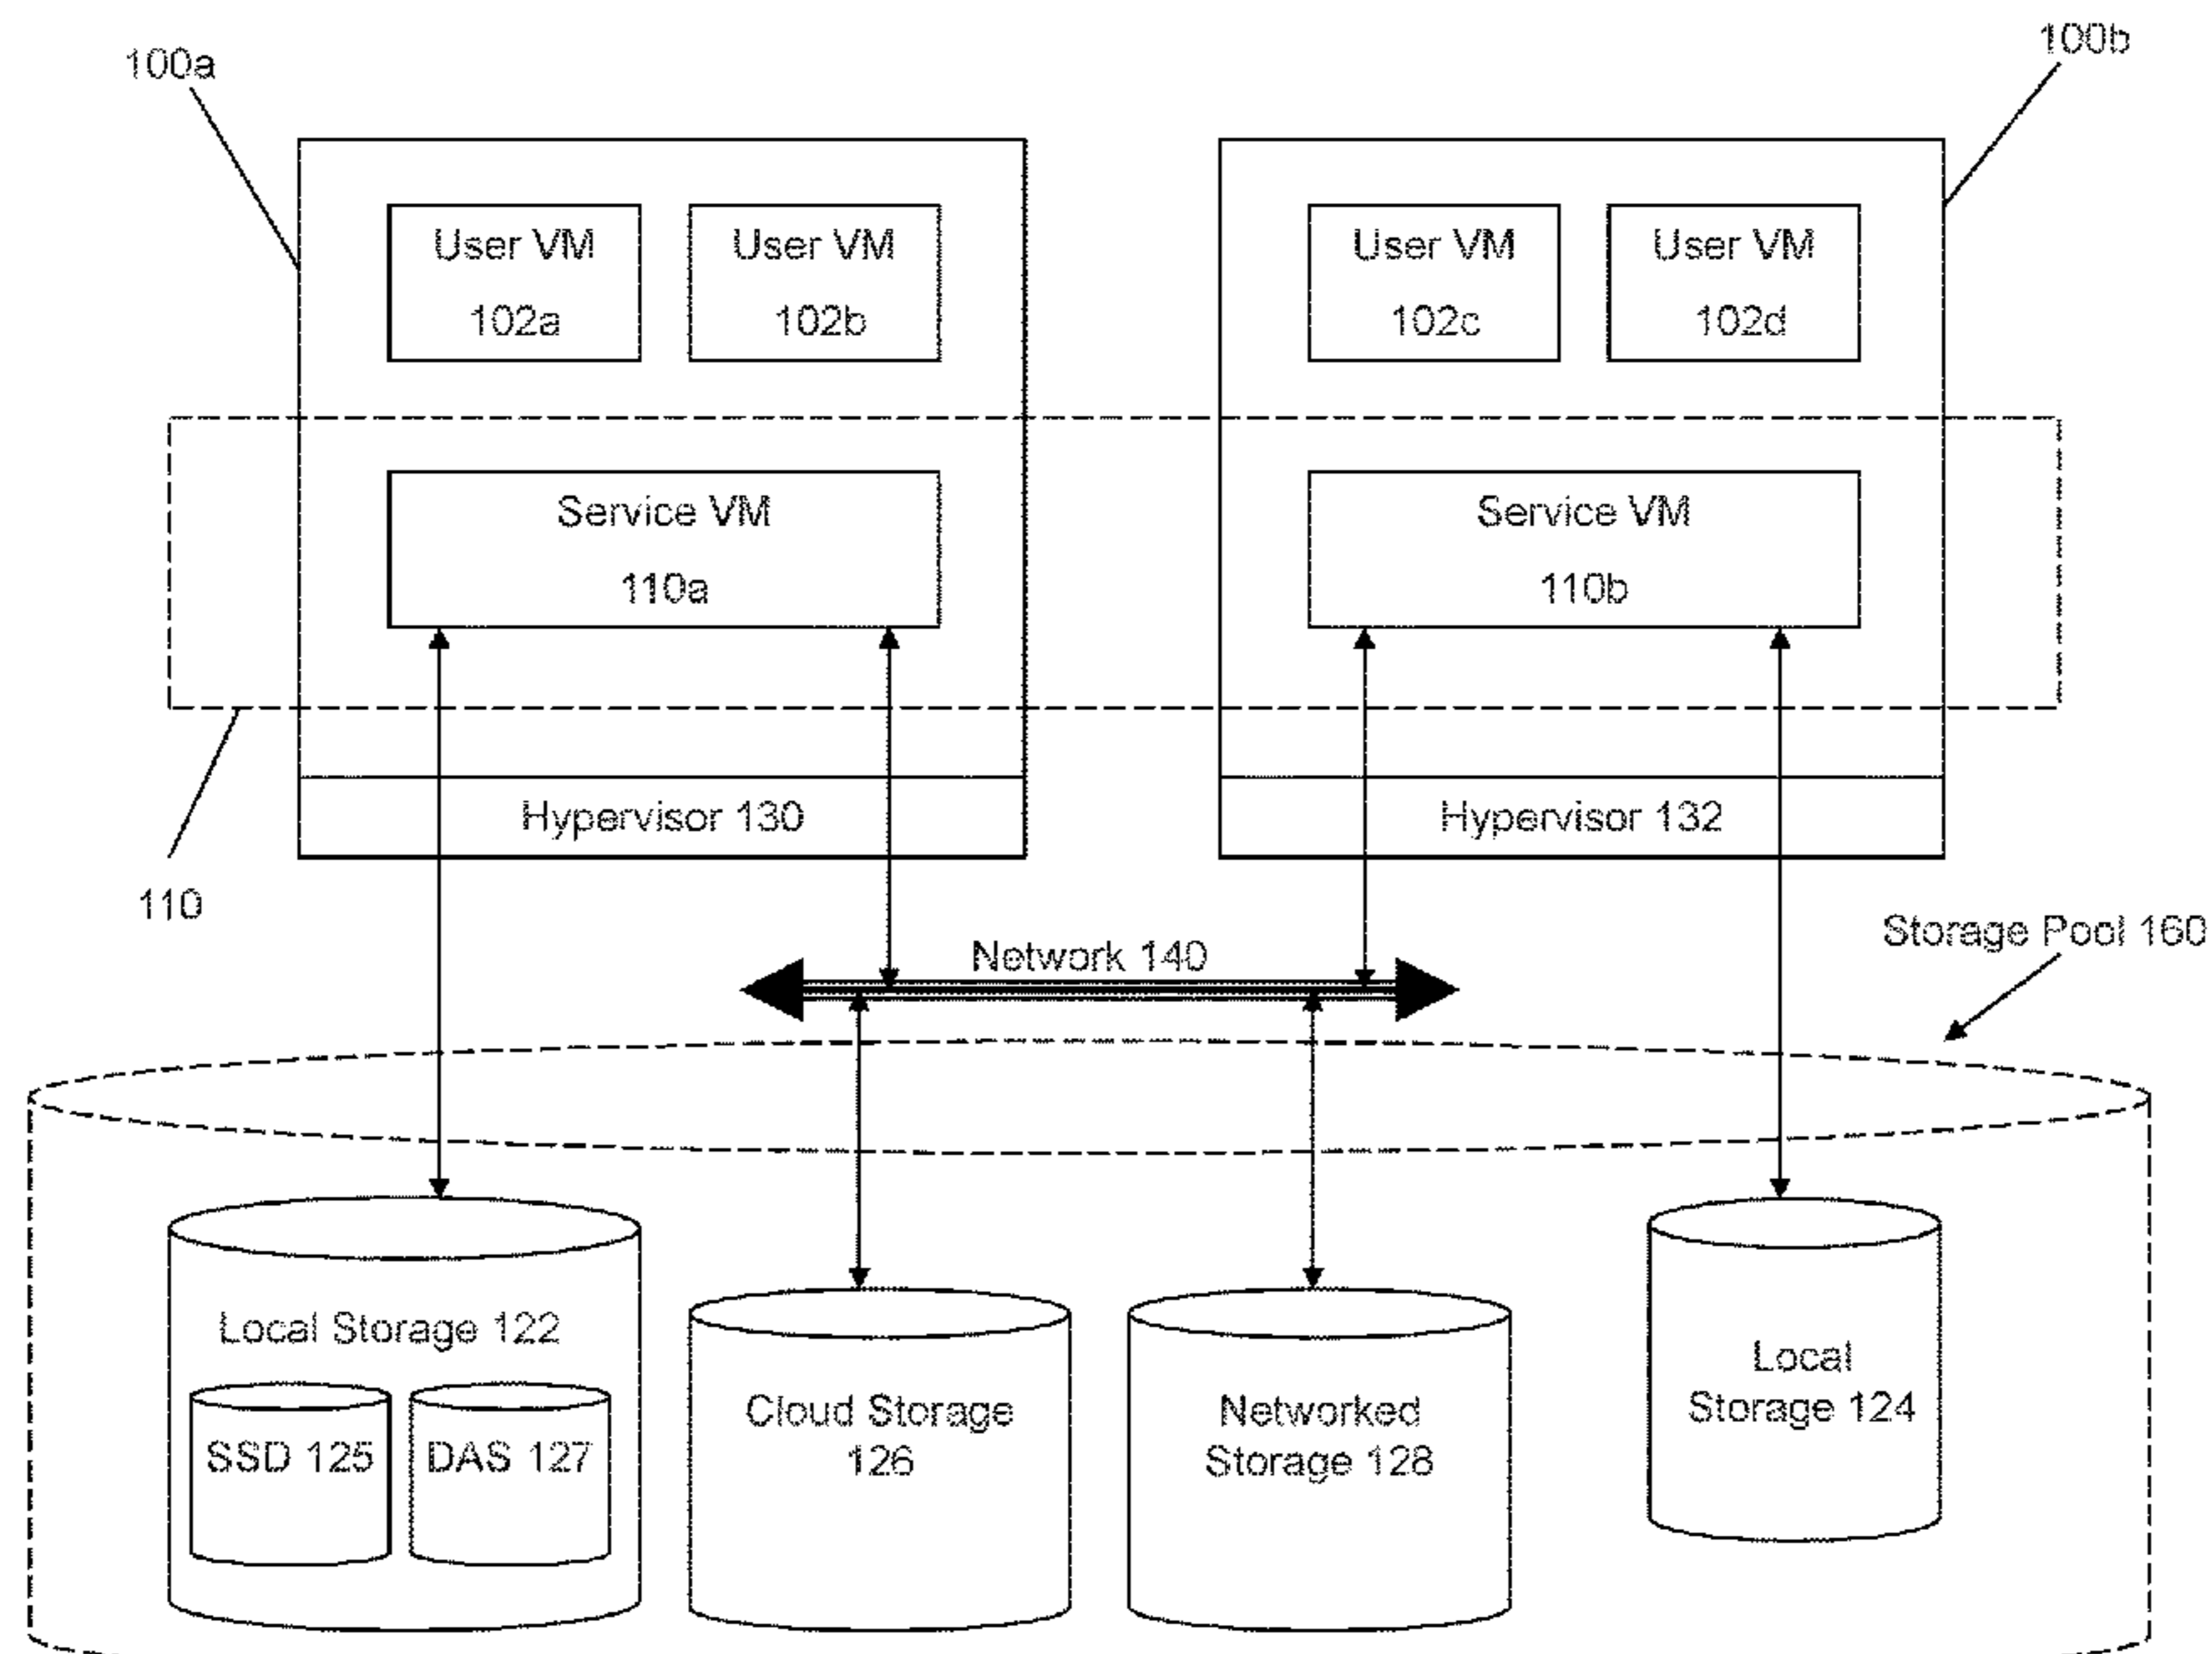 100a
100b
User VM
102a
User VM
102b
User VM
102c
User VM
102d
Service VM
110a
Service VM
110b
Hypervisor 130
Hypervisor 132
110
Storage Pool 160
Network 140
Local Storage 122
SSD 125
DAS 127
Cloud Storage
126
Networked
Storage 128
Local
Storage 124